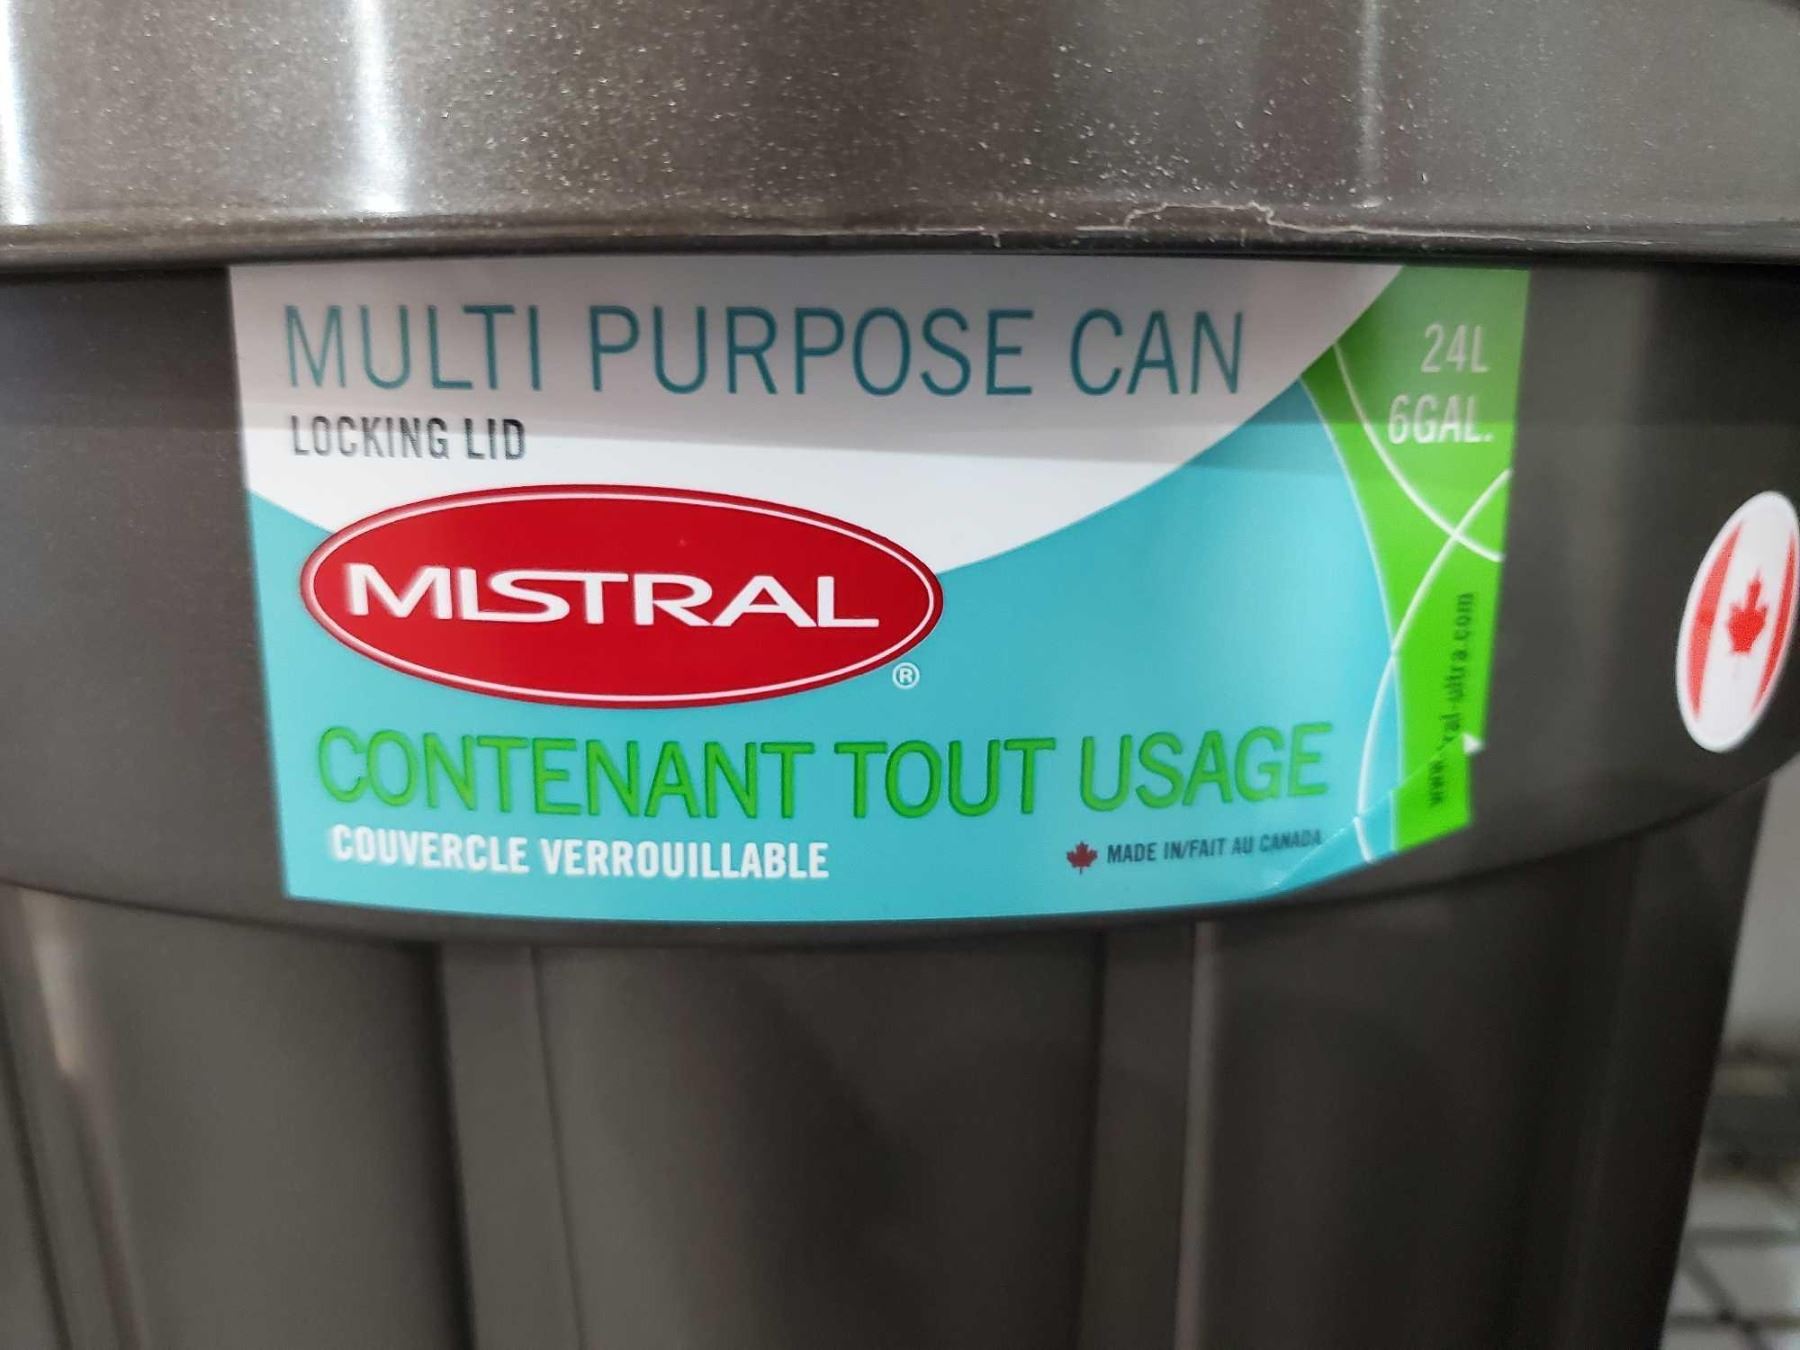 MULTI PURPOSE CAN
LOCKING LID
24L
6GAL.
MISTRAL
®
CONTENANT TOUT USAGE
COUVERCLE VERROUILLABLE
MADE IN/FAIT AU CANADA